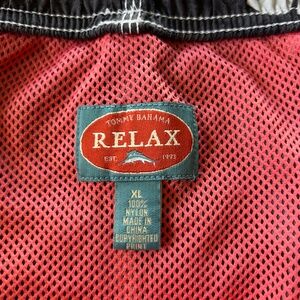 TOMMY BAHAMA
RELAX
EST. 1993
XL
100%
NYLON
MADE IN
CHINA
COPYRIGHTED
PRINT